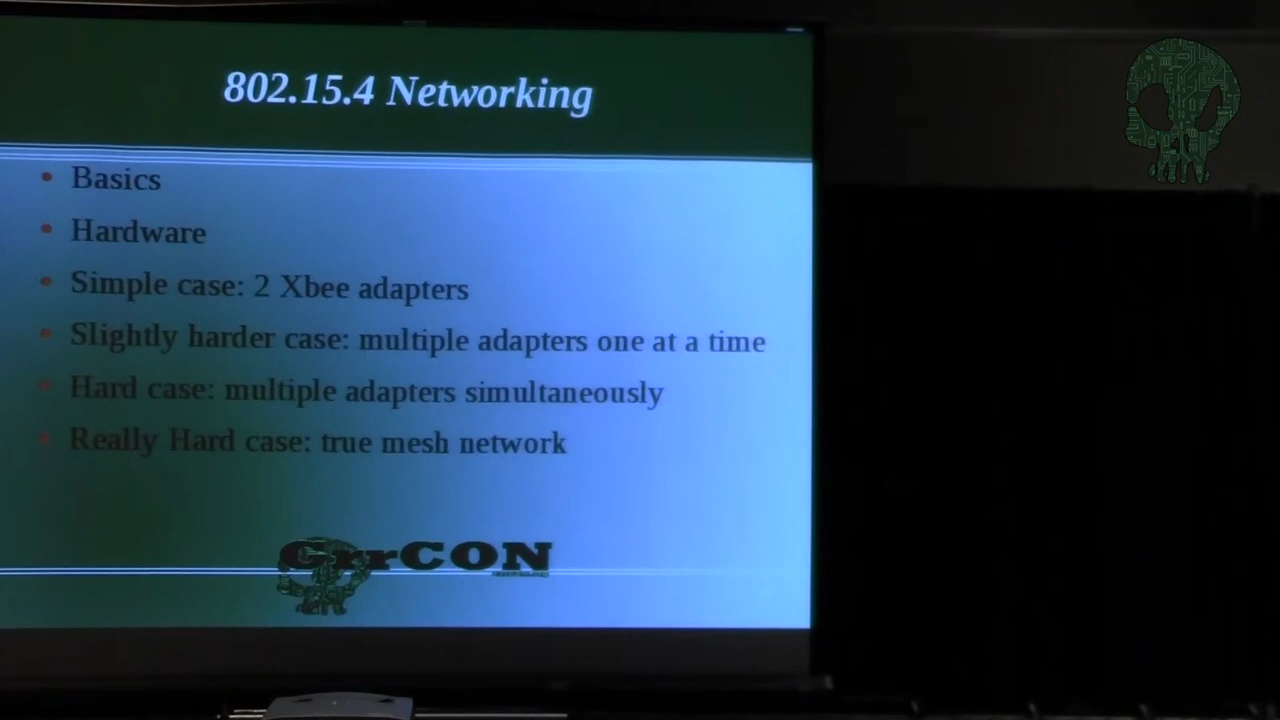 802.15.4 Networking
Basics
Hardware
Simple case: 2 Xbee adapters
Slightly harder case: multiple adapters one at a time
Hard case: multiple adapters simultaneously
Really Hard case: true mesh network
GrrCON